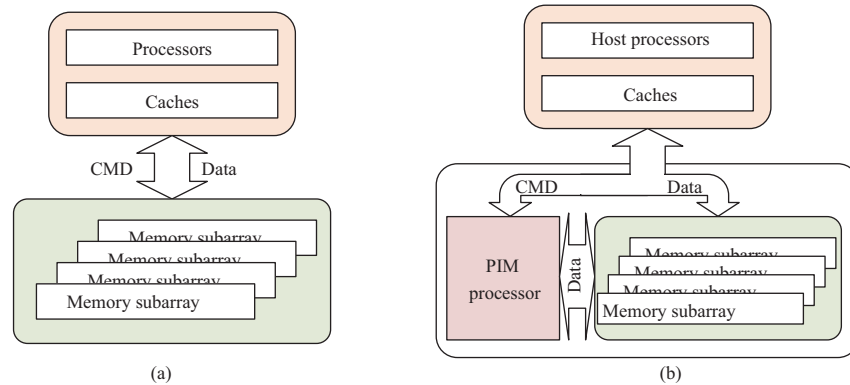 Processors
Caches
CMD Data
Memory subarray
Memory subarray
Memory subarray
Memory subarray
(a)
Host processors
Caches
CMD Data
PIM
processor
Data
Memory subarray
Memory subarray
Memory subarray
Memory subarray
(b)